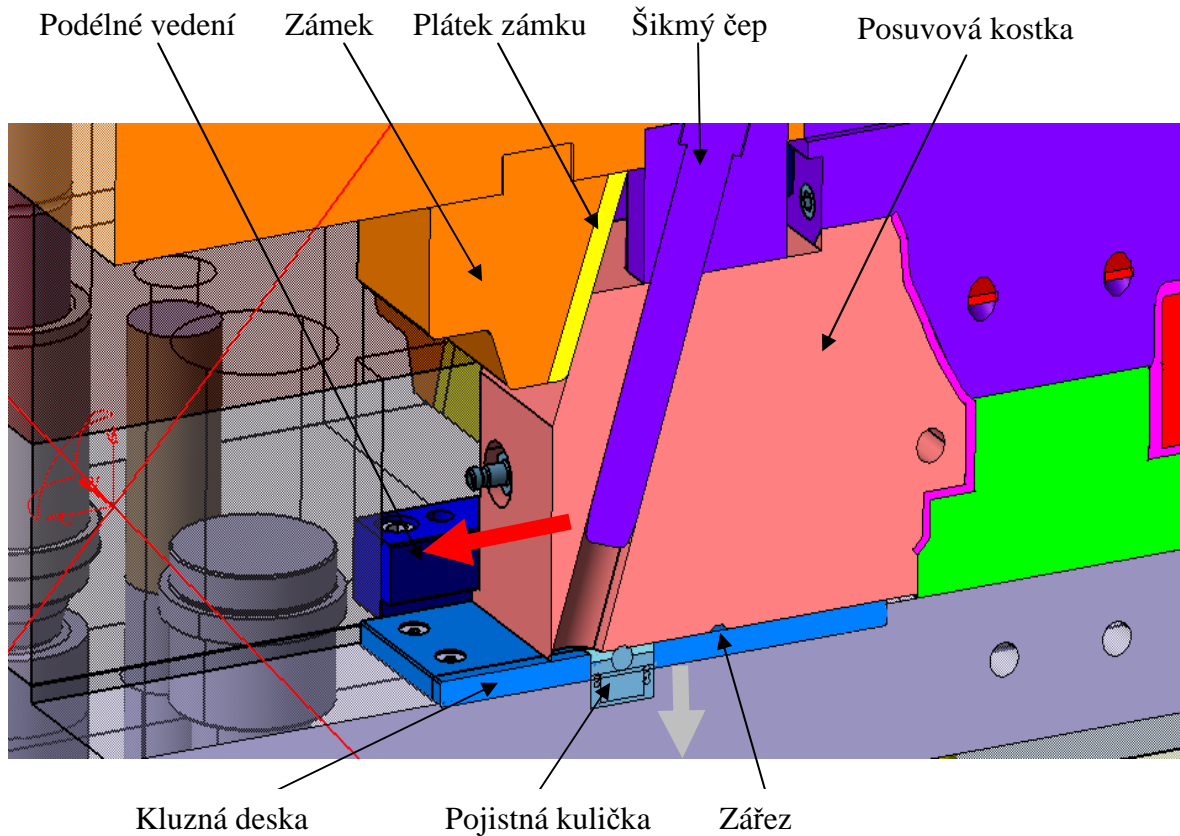 Podélné vedení
Zámek
Plátek zámku
Šikmý čep
Posuvová kostka
Kluzná deska
Pojistná kulička
Zářez